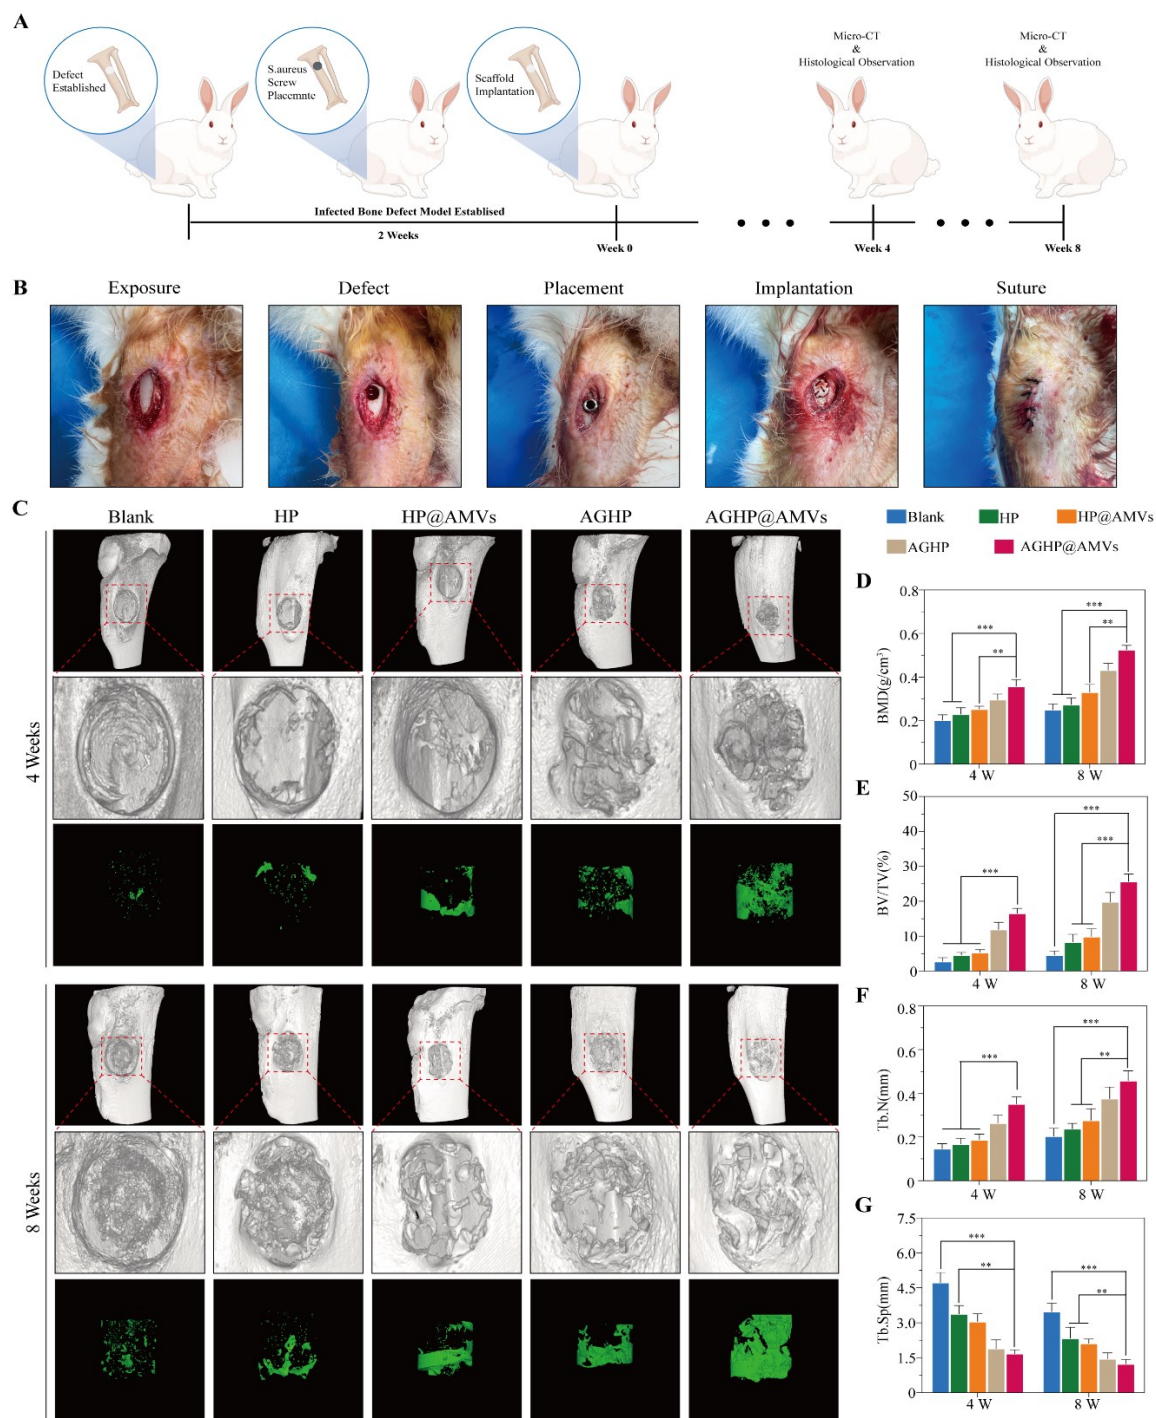 A
Defect
Established
S.aureus
Screw
Placemnte
Scaffold
Implantation
Micro-CT
&
Histological Observation
Micro-CT
&
Histological Observation
Infected Bone Defect Model Establised
2 Weeks
Week 0
Week 4
Week 8
B
Exposure
Defect
Placement
Implantation
Suture
C
Blank
HP
HP@AMVs
AGHP
AGHP@AMVs
4 Weeks
8 Weeks
Blank
HP
HP@AMVs
AGHP
AGHP@AMVs
D
BMD(g/cm³)
0.8
0.6
0.4
0.2
0
***
**
***
**
4 W
8 W
E
BV/TV(%)
50
40
30
20
10
0
***
***
***
4 W
8 W
F
Tb.N(mm)
0.8
0.6
0.4
0.2
0
***
***
**
4 W
8 W
G
Tb.Sp(mm)
7.5
6.0
4.5
3.0
1.5
0
***
**
***
**
4 W
8 W